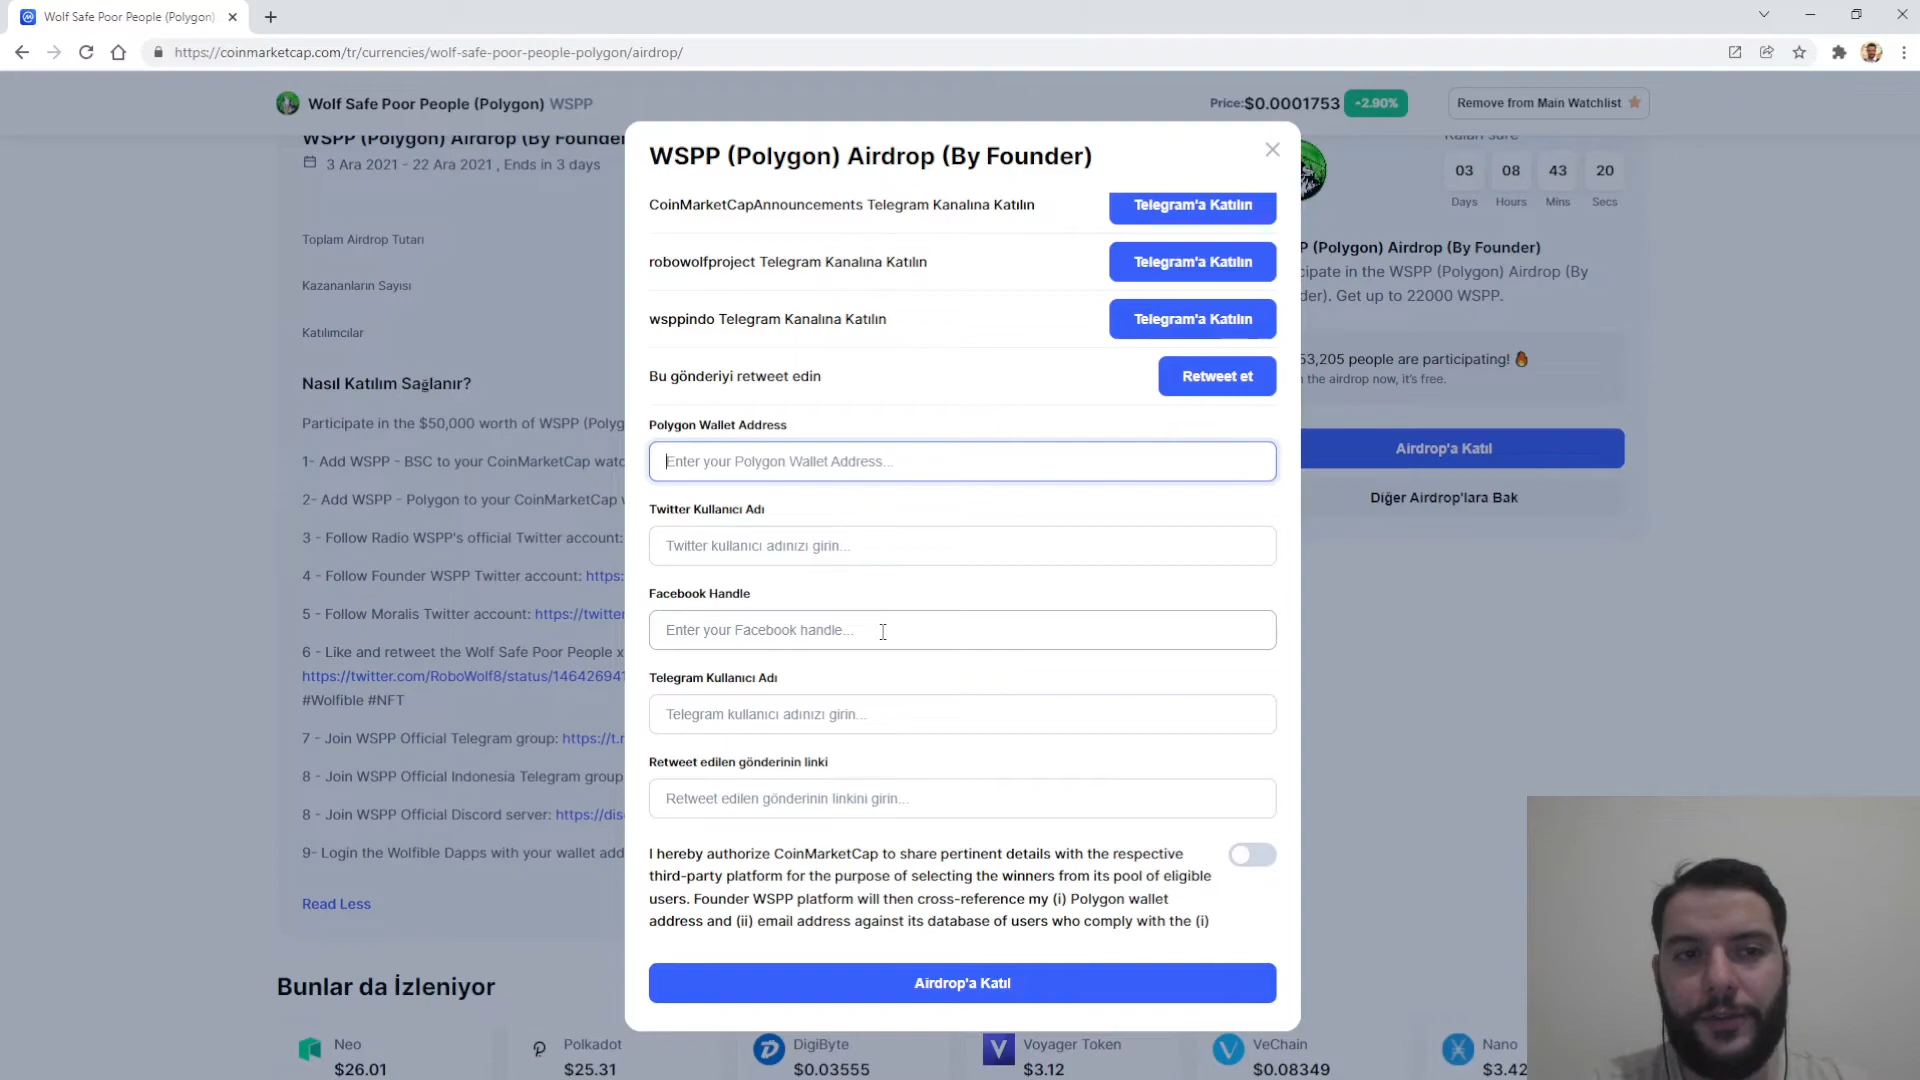 Wolf Safe Poor People (Polygon)
https://coinmarketcap.com/tr/currencies/wolf-safe-poor-people-polygon/airdrop/
Wolf Safe Poor People (Polygon) WSPP
Price:$0.0001753 -2.90% Remove from Main Watchlist
WSPP (Polygon) Airdrop (By Founder
3 Ara 2021 - 22 Ara 2021 , Ends in 3 days
Toplam Airdrop Tutarı
Kazananların Sayısı
Katılımcılar
Nasıl Katılım Sağlanır?
Participate in the $50,000 worth of WSPP (Polyg
1- Add WSPP - BSC to your CoinMarketCap wat
2- Add WSPP - Polygon to your CoinMarketCap
3 - Follow Radio WSPP's official Twitter account:
4 - Follow Founder WSPP Twitter account: https:
5 - Follow Moralis Twitter account: https://twitte
6 - Like and retweet the Wolf Safe Poor People x
https://twitter.com/RoboWolf8/status/146426941
#Wolfible #NFT
7 - Join WSPP Official Telegram group: https://t.r
8 - Join WSPP Official Indonesia Telegram group
8 - Join WSPP Official Discord server: https://dis
9- Login the Wolfible Dapps with your wallet add
Read Less
WSPP (Polygon) Airdrop (By Founder)
CoinMarketCapAnnouncements Telegram Kanalına Katılın
Telegram'a Katılın
robowolfproject Telegram Kanalına Katılın
Telegram'a Katılın
wsppindo Telegram Kanalına Katılın
Telegram'a Katılın
Bu gönderiyi retweet edin
Retweet et
Polygon Wallet Address
Enter your Polygon Wallet Address...
Twitter Kullanıcı Adı
Twitter kullanıcı adınızı girin...
Facebook Handle
Enter your Facebook handle...
Telegram Kullanıcı Adı
Telegram kullanıcı adınızı girin...
Retweet edilen gönderinin linki
Retweet edilen gönderinin linkini girin...
I hereby authorize CoinMarketCap to share pertinent details with the respective
third-party platform for the purpose of selecting the winners from its pool of eligible
users. Founder WSPP platform will then cross-reference my (i) Polygon wallet
address and (ii) email address against its database of users who comply with the (i)
Airdrop'a Katıl
Kalan süre
03 08 43 20
Days Hours Mins Secs
P (Polygon) Airdrop (By Founder)
cipate in the WSPP (Polygon) Airdrop (By
der). Get up to 22000 WSPP.
53,205 people are participating!
n the airdrop now, it's free.
Airdrop'a Katıl
Diğer Airdrop'lara Bak
Bunlar da İzleniyor
Neo
$26.01
Polkadot
$25.31
DigiByte
$0.03555
Voyager Token
$3.12
VeChain
$0.08349
Nano
$3.42